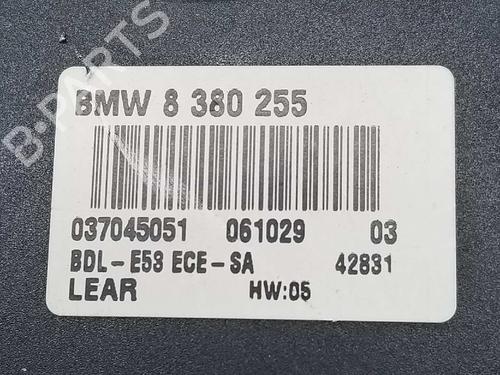 B-PARTS
BMW 8 380 255
037045051 061029 03
BDL-E53 ECE-SA 42831
LEAR HW:05